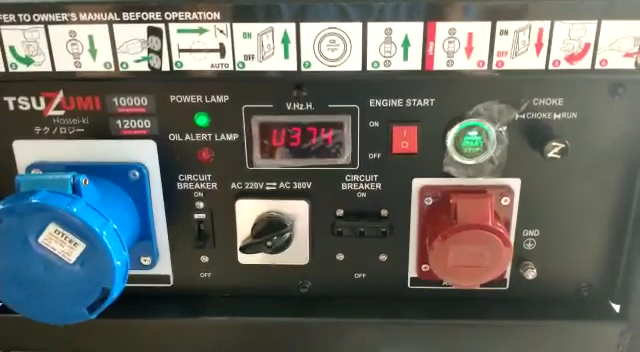 FER TO OWNER'S MANUAL BEFORE OPERATION
AUTO
ON
OFF
ON
OFF
TSUZUMI
Hassei-ki
テクノロジー
10000
12000
POWER LAMP
OIL ALERT LAMP
V.Hz.H.
U374
ENGINE START
ON
OFF
START
CHOKE
CHOKE RUN
CIRCUIT
BREAKER
ON
OFF
AC 220V ⇄ AC 380V
CIRCUIT
BREAKER
ON
OFF
GND